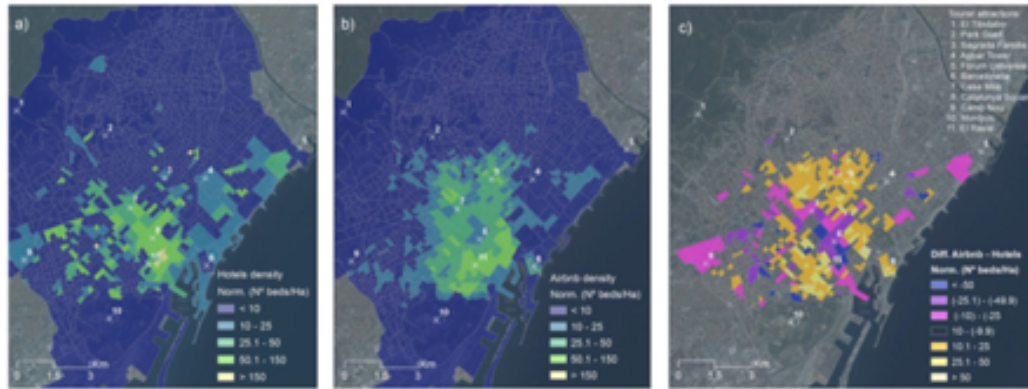 a)
Hotels density
Norm. (Nº beds/Ha)
< 10
10 - 25
25.1 - 50
50.1 - 150
> 150
Km
0 1.5 3
b)
Airbnb density
Norm. (Nº beds/Ha)
< 10
10 - 25
25.1 - 50
50.1 - 150
> 150
Km
0 1.5 3
c)
Tourist attractions
1. El Tibidabo
2. Park Güell
3. Sagrada Familia
4. Agbar Tower
6. Barceloneta
7. Casa Mila
9. Camp Nou
10. Montjuic
11. El Raval
Diff. Airbnb - Hotels
Norm. (Nº beds/Ha)
< -50
(-25.1) - (-49.9)
(-10) - (-25
10 - (-9.9)
10.1 - 25
25.1 - 50
> 50
Km
0 1.5 3